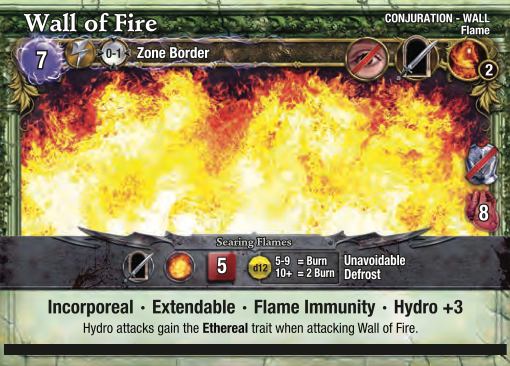 Wall of Fire
CONJURATION - WALL
Flame
7
0-1
Zone Border
2
8
Searing Flames
5
d12
5-9 = Burn
10+ = 2 Burn
Unavoidable
Defrost
Incorporeal · Extendable · Flame Immunity · Hydro +3
Hydro attacks gain the Ethereal trait when attacking Wall of Fire.